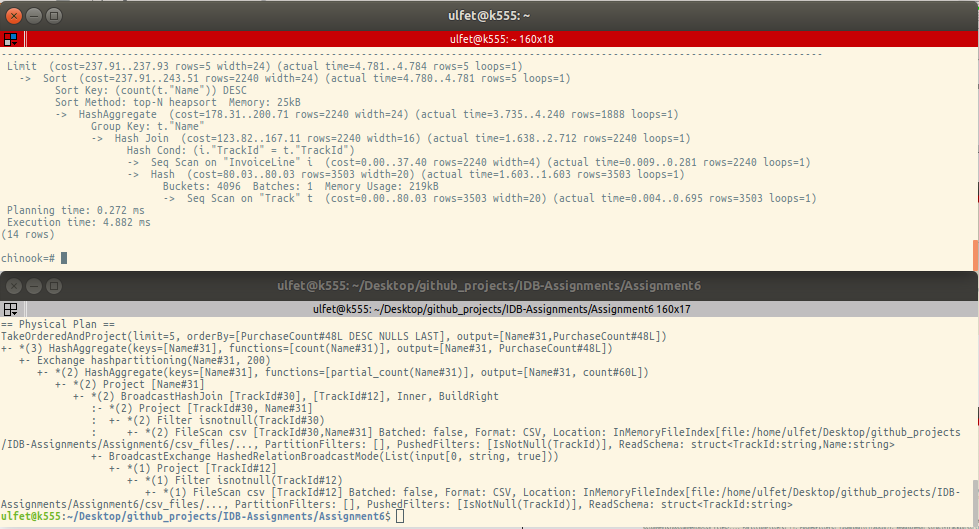 ulfet@k555: ~
ulfet@k555: ~ 160x18
------------------------------------------------------------------------------------------------------------------------------------------
 Limit  (cost=237.91..237.93 rows=5 width=24) (actual time=4.781..4.784 rows=5 loops=1)
   ->  Sort  (cost=237.91..243.51 rows=2240 width=24) (actual time=4.780..4.781 rows=5 loops=1)
         Sort Key: (count(t."Name")) DESC
         Sort Method: top-N heapsort  Memory: 25kB
         ->  HashAggregate  (cost=178.31..200.71 rows=2240 width=24) (actual time=3.735..4.240 rows=1888 loops=1)
               Group Key: t."Name"
               ->  Hash Join  (cost=123.82..167.11 rows=2240 width=16) (actual time=1.638..2.712 rows=2240 loops=1)
                     Hash Cond: (i."TrackId" = t."TrackId")
                     ->  Seq Scan on "InvoiceLine" i  (cost=0.00..37.40 rows=2240 width=4) (actual time=0.009..0.281 rows=2240 loops=1)
                     ->  Hash  (cost=80.03..80.03 rows=3503 width=20) (actual time=1.603..1.603 rows=3503 loops=1)
                           Buckets: 4096  Batches: 1  Memory Usage: 219kB
                           ->  Seq Scan on "Track" t  (cost=0.00..80.03 rows=3503 width=20) (actual time=0.004..0.695 rows=3503 loops=1)
 Planning time: 0.272 ms
 Execution time: 4.882 ms
(14 rows)
chinook=#
ulfet@k555: ~/Desktop/github_projects/IDB-Assignments/Assignment6
ulfet@k555: ~/Desktop/github_projects/IDB-Assignments/Assignment6 160x17
== Physical Plan ==
TakeOrderedAndProject(limit=5, orderBy=[PurchaseCount#48L DESC NULLS LAST], output=[Name#31,PurchaseCount#48L])
+- *(3) HashAggregate(keys=[Name#31], functions=[count(Name#31)], output=[Name#31, PurchaseCount#48L])
   +- Exchange hashpartitioning(Name#31, 200)
      +- *(2) HashAggregate(keys=[Name#31], functions=[partial_count(Name#31)], output=[Name#31, count#60L])
         +- *(2) Project [Name#31]
            +- *(2) BroadcastHashJoin [TrackId#30], [TrackId#12], Inner, BuildRight
               :- *(2) Project [TrackId#30, Name#31]
               :  +- *(2) Filter isnotnull(TrackId#30)
               :     +- *(2) FileScan csv [TrackId#30,Name#31] Batched: false, Format: CSV, Location: InMemoryFileIndex[file:/home/ulfet/Desktop/github_projects
/IDB-Assignments/Assignment6/csv_files/..., PartitionFilters: [], PushedFilters: [IsNotNull(TrackId)], ReadSchema: struct<TrackId:string,Name:string>
               +- BroadcastExchange HashedRelationBroadcastMode(List(input[0, string, true]))
                  +- *(1) Project [TrackId#12]
                     +- *(1) Filter isnotnull(TrackId#12)
                        +- *(1) FileScan csv [TrackId#12] Batched: false, Format: CSV, Location: InMemoryFileIndex[file:/home/ulfet/Desktop/github_projects/IDB-
Assignments/Assignment6/csv_files/..., PartitionFilters: [], PushedFilters: [IsNotNull(TrackId)], ReadSchema: struct<TrackId:string>
ulfet@k555:~/Desktop/github_projects/IDB-Assignments/Assignment6$